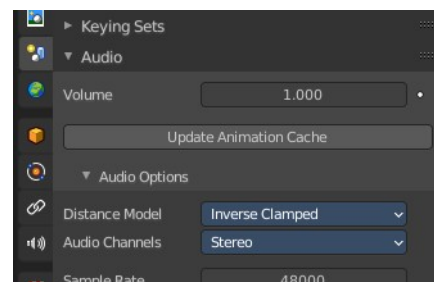 Keying Sets
Audio
Volume 1.000
Update Animation Cache
Audio Options
Distance Model Inverse Clamped
Audio Channels Stereo
Sample Rate 48000